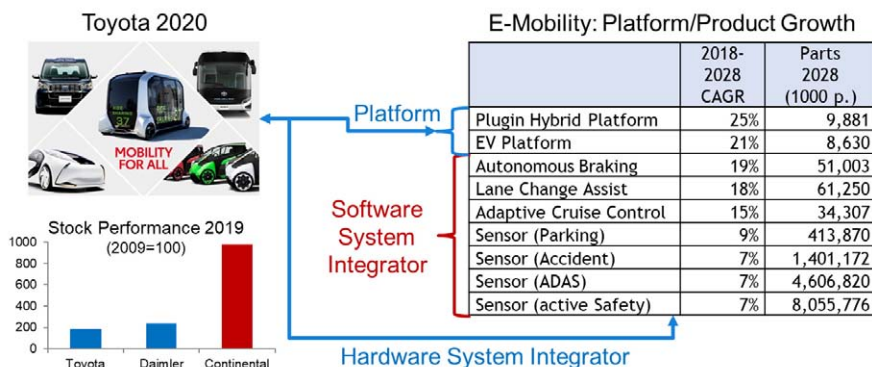 Toyota 2020
MOBILITY
FOR ALL
Stock Performance 2019
(2009=100)
1000
800
600
400
200
0
Toyota Daimler Continental
Platform
Software
System
Integrator
Hardware System Integrator
E-Mobility: Platform/Product Growth
2018-2028 CAGR Parts 2028 (1000 p.)
Plugin Hybrid Platform 25% 9,881
EV Platform 21% 8,630
Autonomous Braking 19% 51,003
Lane Change Assist 18% 61,250
Adaptive Cruise Control 15% 34,307
Sensor (Parking) 9% 413,870
Sensor (Accident) 7% 1,401,172
Sensor (ADAS) 7% 4,606,820
Sensor (active Safety) 7% 8,055,776